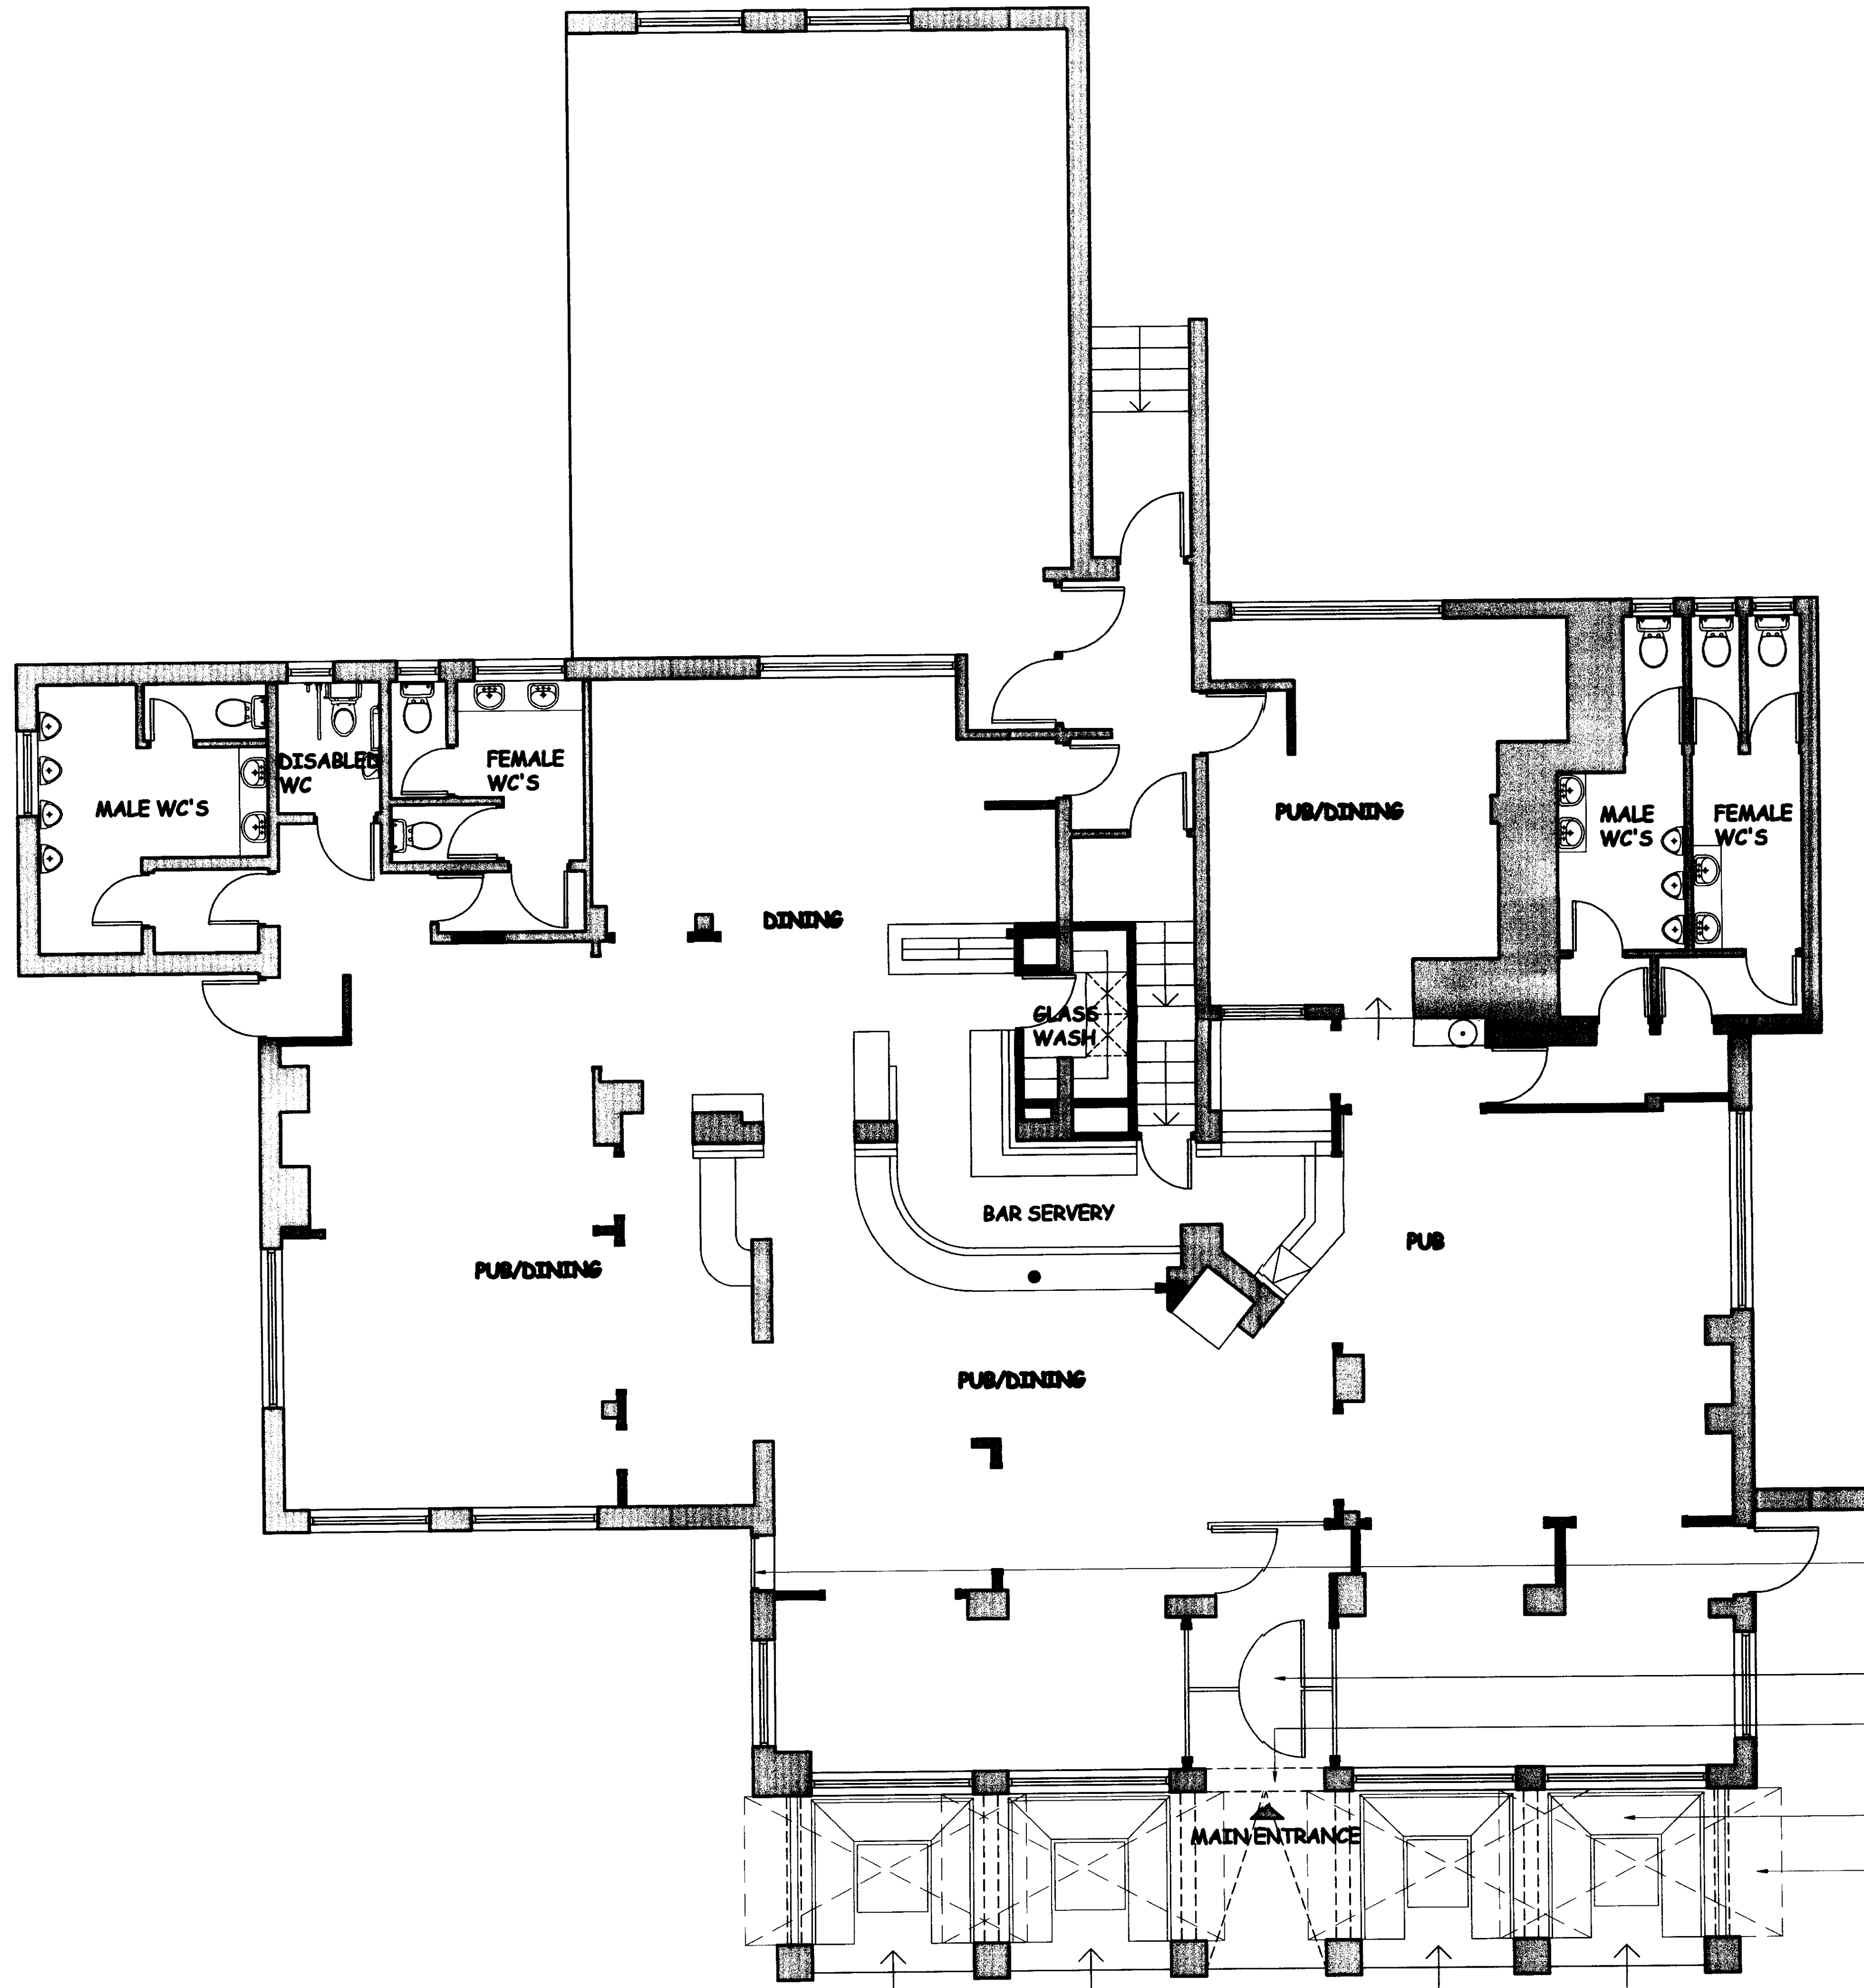 DISABLED
WC
FEMALE
WC'S
MALE WC'S
PUB/DINING
MALE
WC'S
FEMALE
WC'S
DINING
GLASS
WASH
BAR SERVERY
PUB
PUB/DINING
PUB/DINING
MAIN ENTRANCE